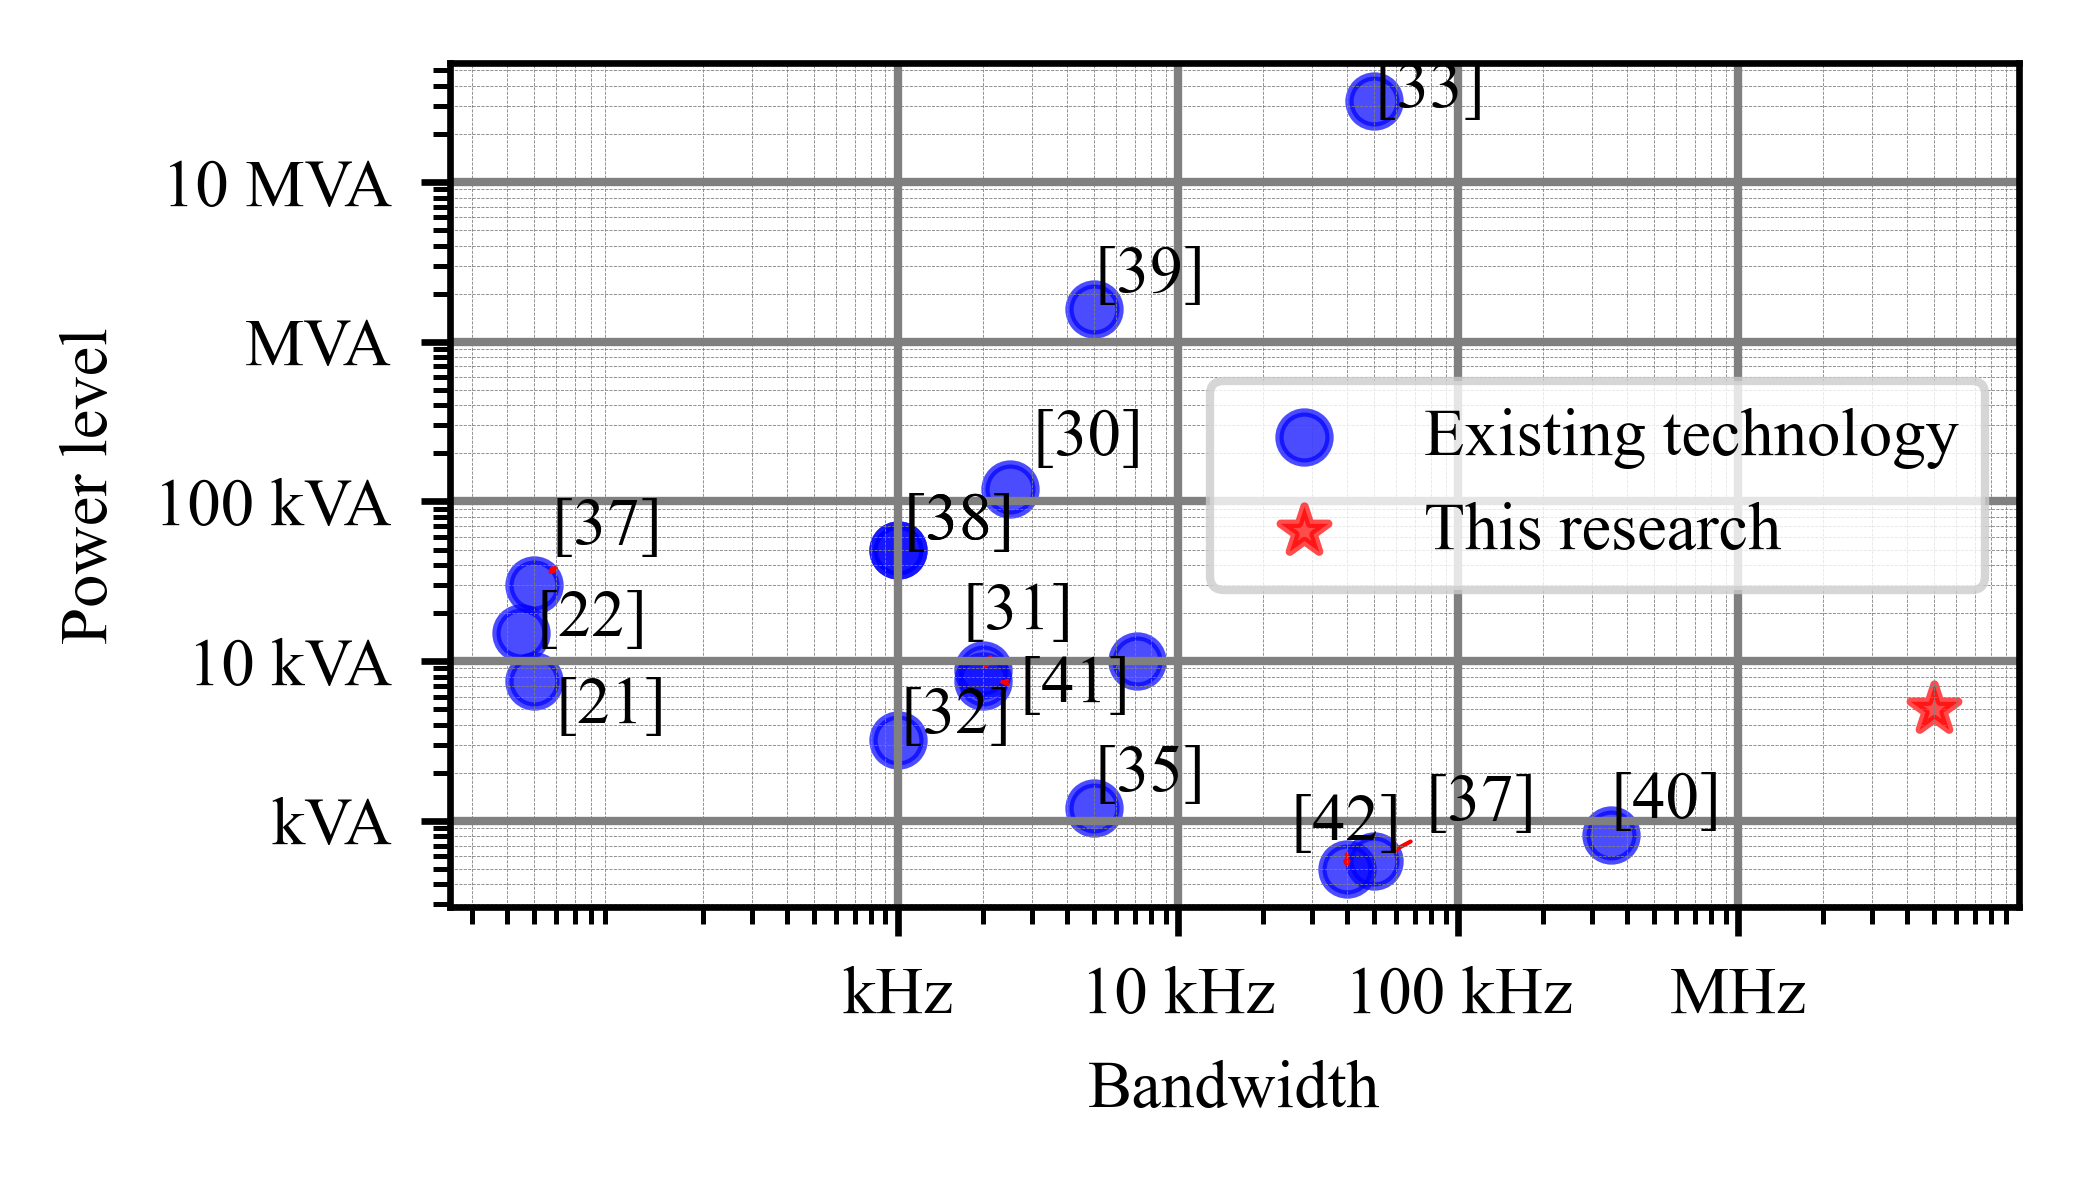 [33]
10 MVA
[39]
MVA
[30]
Existing technology
100 kVA
[37]
[38]
This research
[31]
[22]
10 kVA
[41]
[21]
[32]
[35]
[37]
[40]
[42]
kVA
Power level
kHz
10 kHz
100 kHz
MHz
Bandwidth